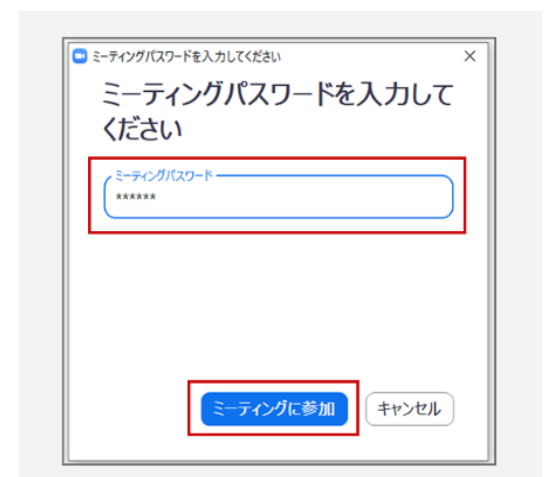 ミーティングパスワードを入力してください
ミーティングパスワードを入力して
ください
ミーティングパスワード
******
ミーティングに参加
キャンセル